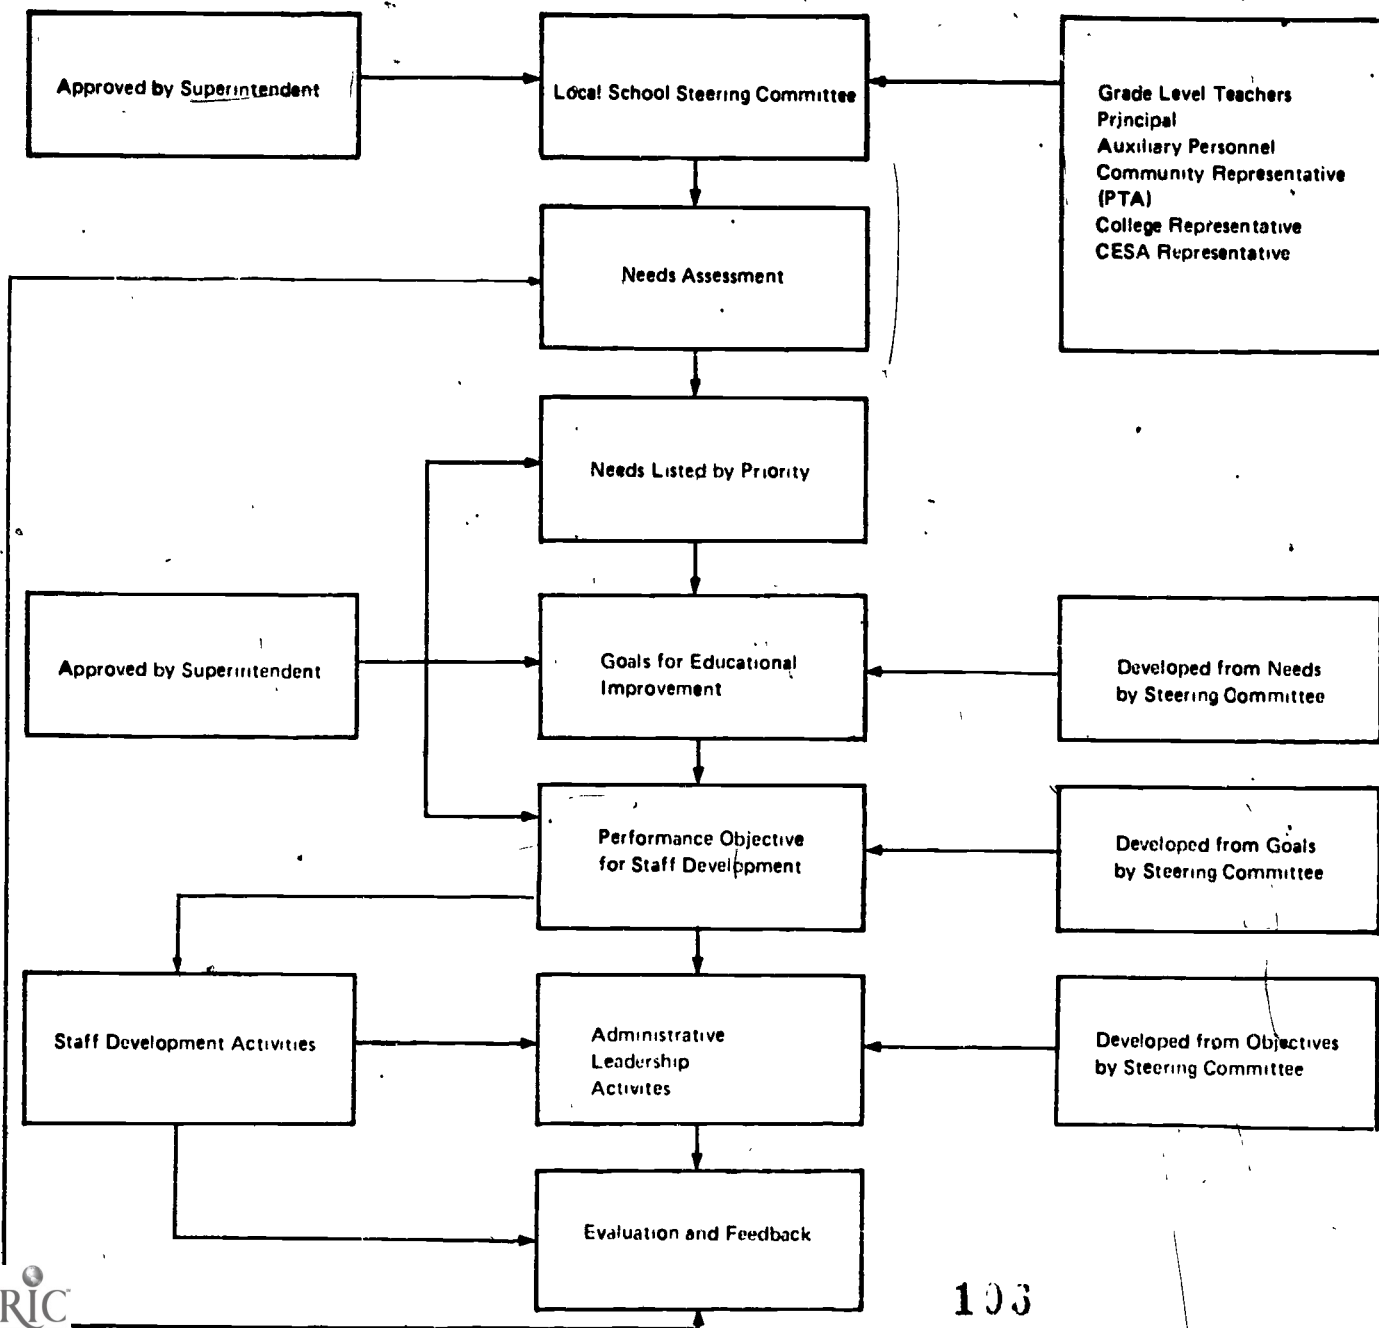 Approved by Superintendent
Local School Steering Committee
Grade Level Teachers
Principal
Auxiliary Personnel
Community Representative
(PTA)
College Representative
CESA Representative
Needs Assessment
Needs Listed by Priority
Approved by Superintendent
Goals for Educational
Improvement
Developed from Needs
by Steering Committee
Performance Objective
for Staff Development
Developed from Goals
by Steering Committee
Staff Development Activities
Administrative
Leadership
Activites
Developed from Objectives
by Steering Committee
Evaluation and Feedback
RIC